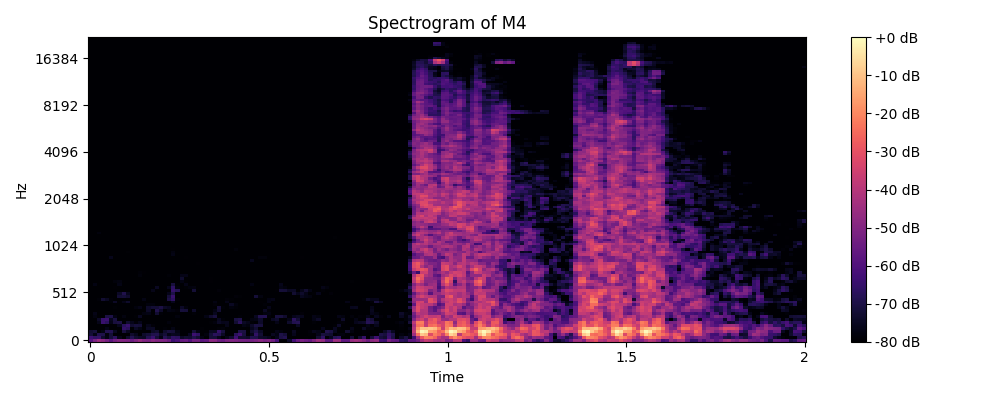 Spectrogram of M4
Hz
16384
8192
4096
2048
1024
512
0
0 0.5 1 1.5 2
Time
+0 dB
-10 dB
-20 dB
-30 dB
-40 dB
-50 dB
-60 dB
-70 dB
-80 dB